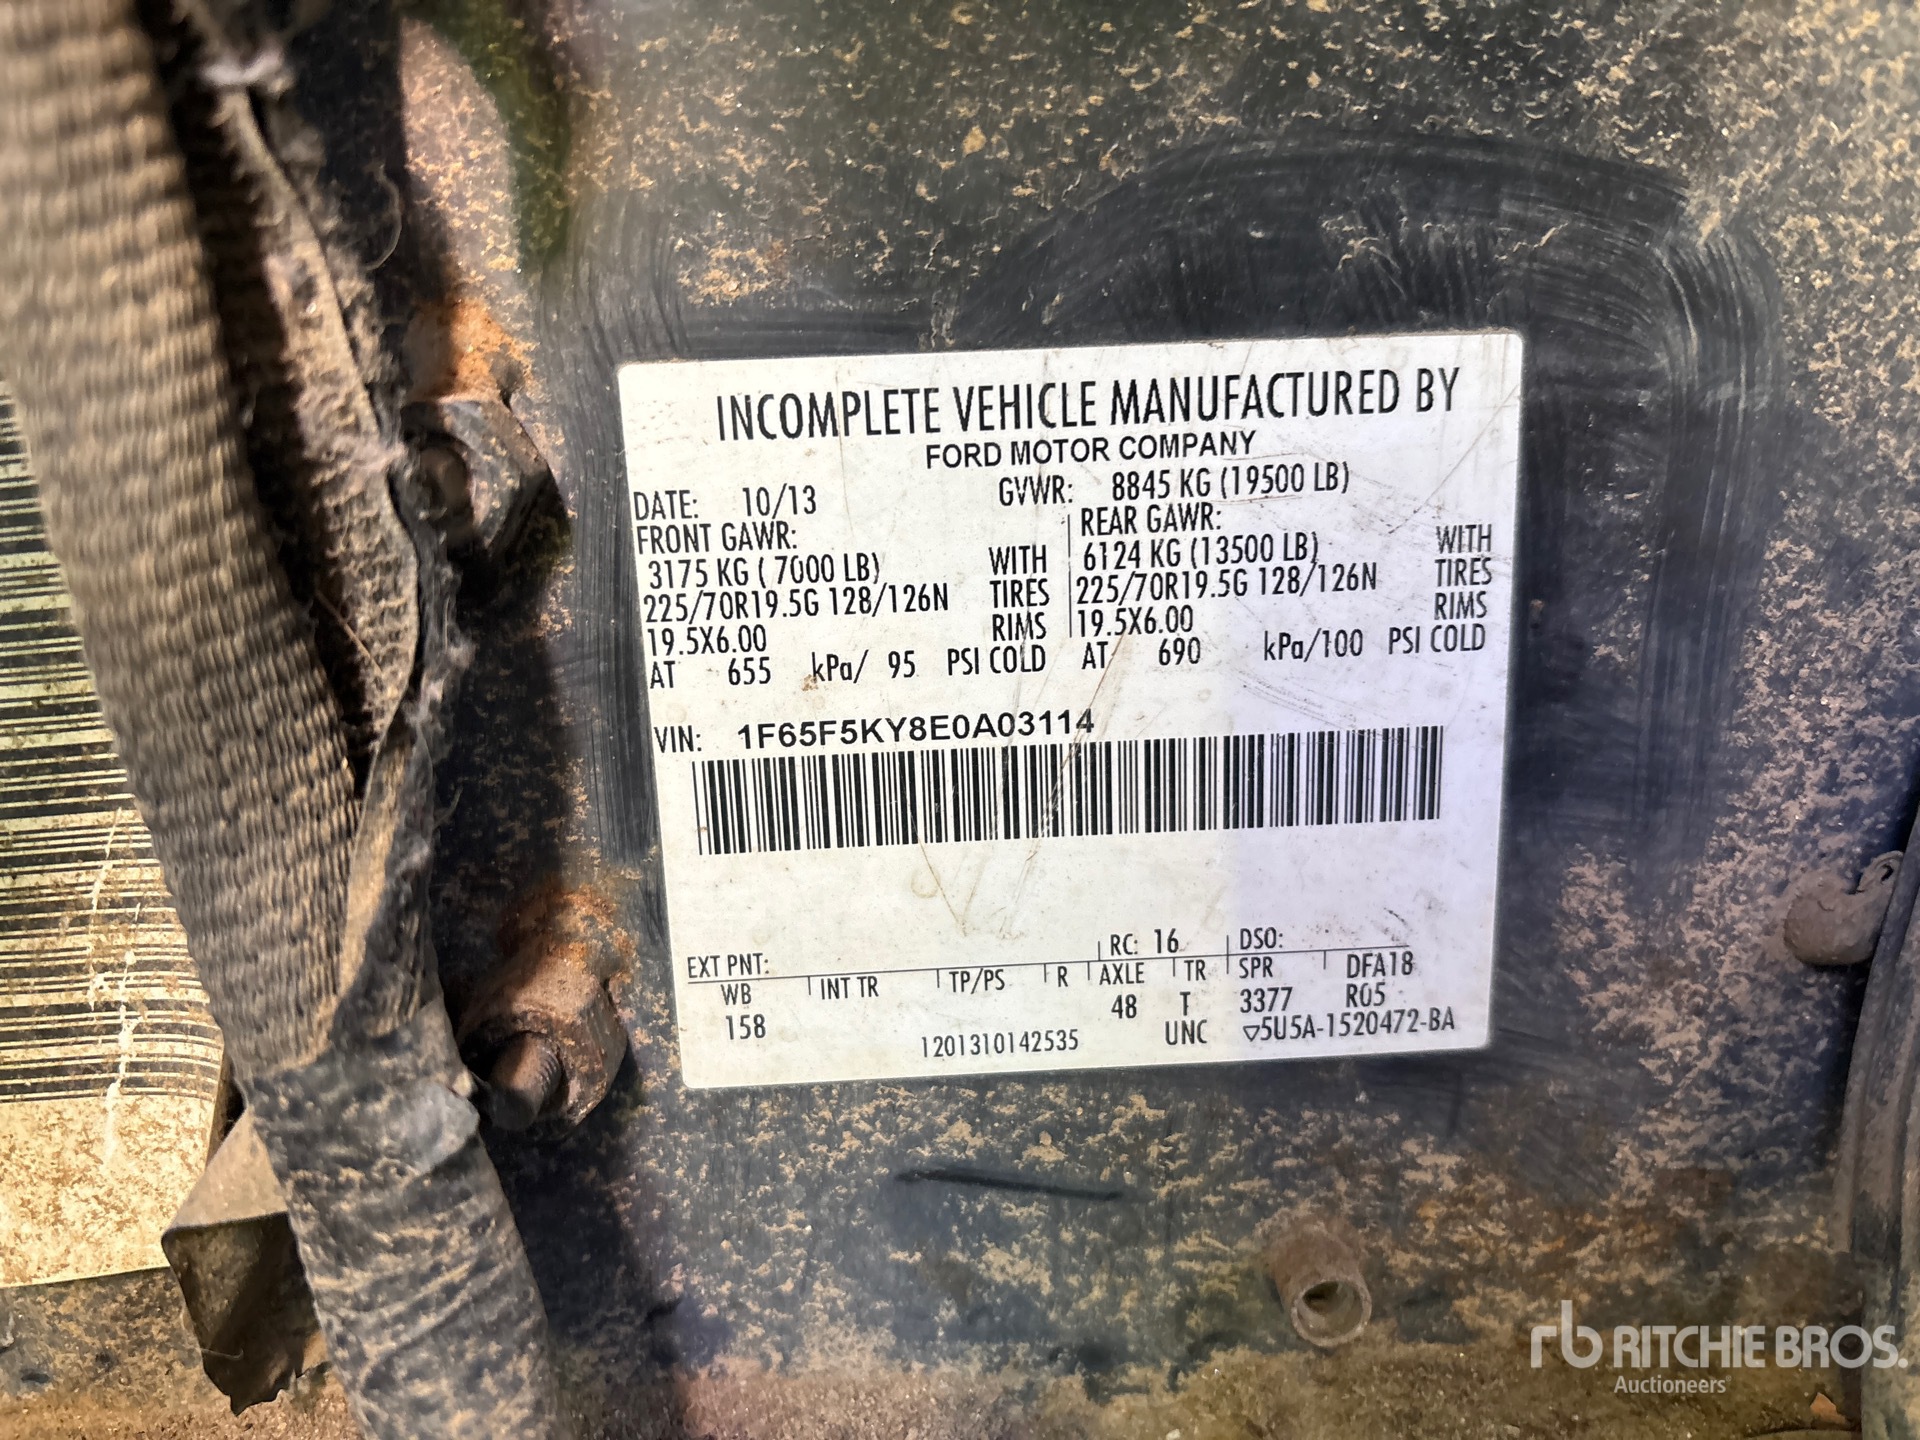 INCOMPLETE VEHICLE MANUFACTURED BY
FORD MOTOR COMPANY
DATE: 10/13 GVWR: 8845 KG (19500 LB)
FRONT GAWR: REAR GAWR:
3175 KG ( 7000 LB) WITH 6124 KG (13500 LB) WITH
225/70R19.5G 128/126N TIRES 225/70R19.5G 128/126N TIRES
19.5X6.00 RIMS 19.5X6.00 RIMS
AT 655 kPa/ 95 PSI COLD AT 690 kPa/100 PSI COLD
VIN: 1F65F5KY8E0A03114
EXT PNT: RC: 16 DSO:
WB INT TR TP/PS R AXLE TR SPR DFA18
158 48 T 3377 R05
1201310142535 UNC ▽5U5A-1520472-BA
rb RITCHIE BROS.
Auctioneers